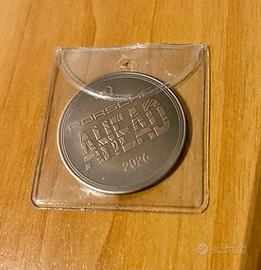 PORSCHE
AHEAD
2026
subito